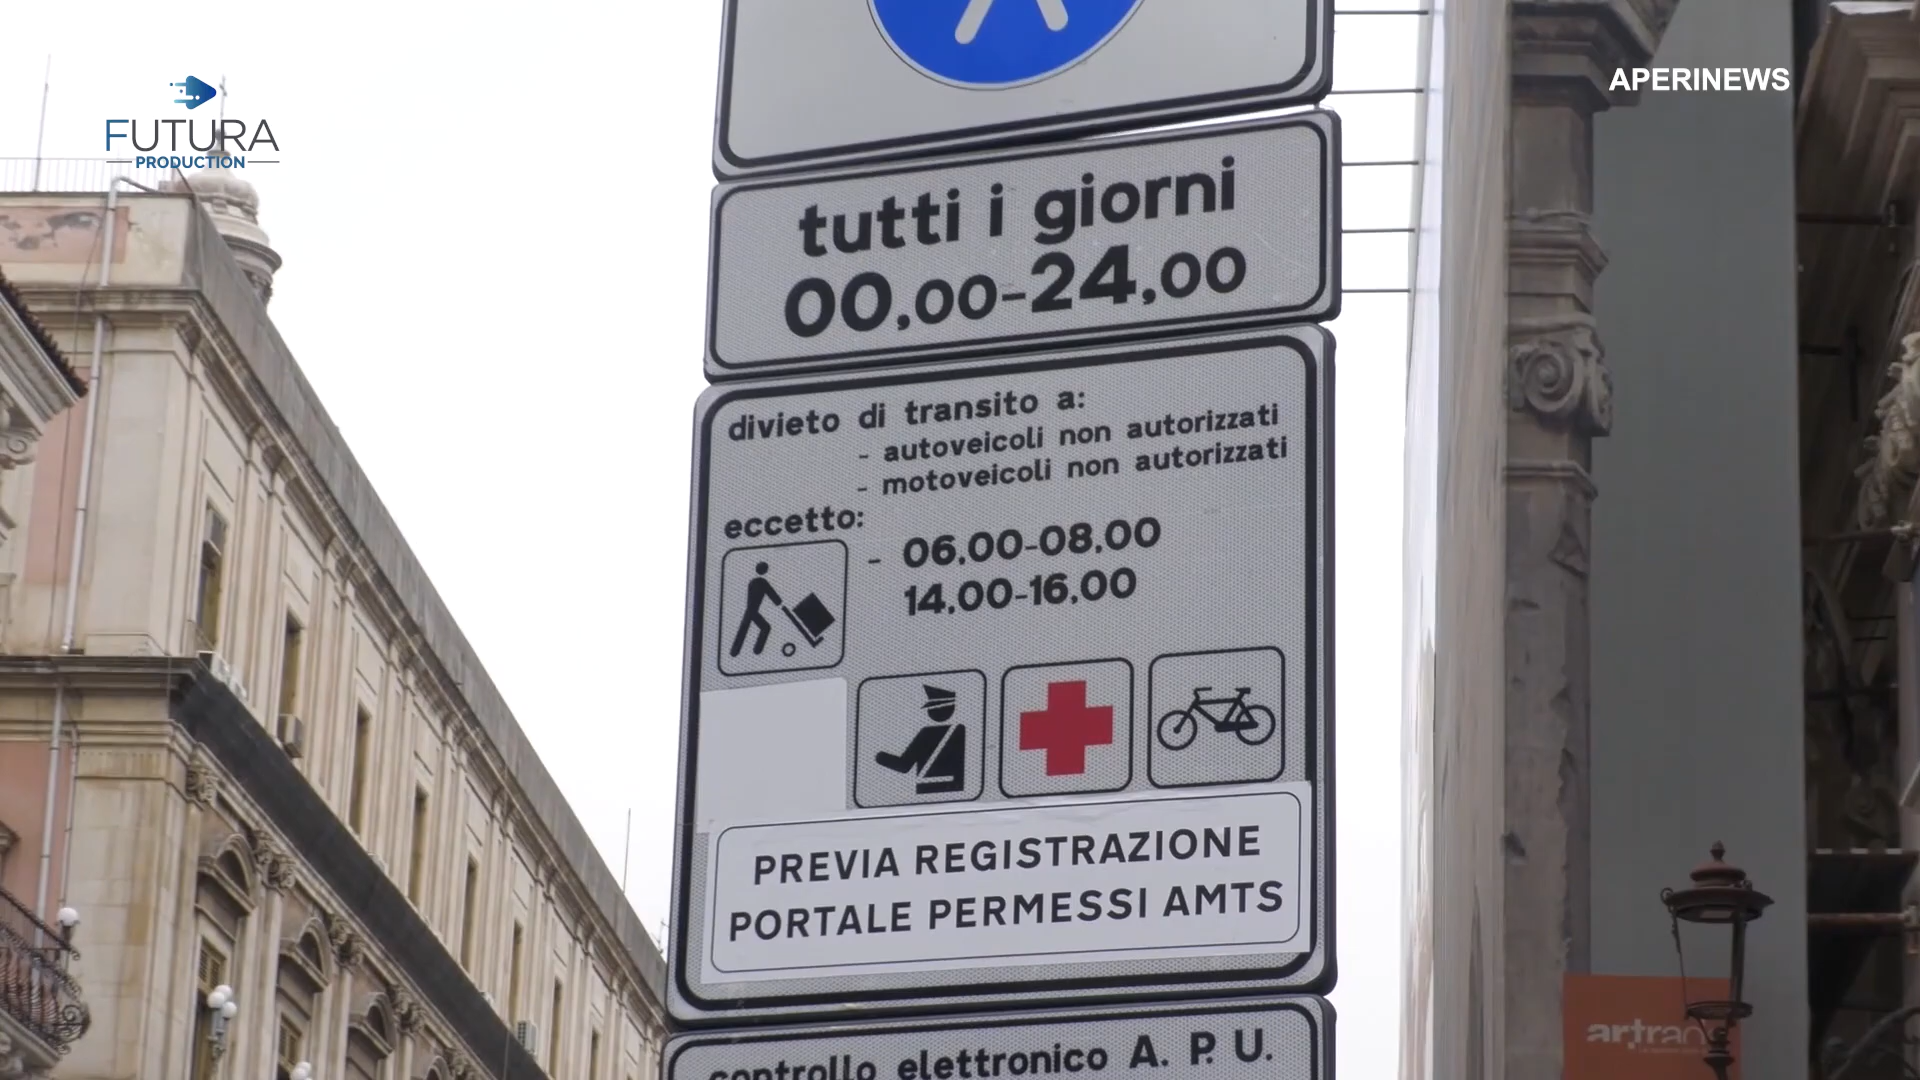 FUTURA
PRODUCTION
APERINEWS
tutti i giorni
00,00-24,00
divieto di transito a:
- autoveicoli non autorizzati
- motoveicoli non autorizzati
eccetto:
- 06,00-08,00
14,00-16,00
PREVIA REGISTRAZIONE
PORTALE PERMESSI AMTS
controllo elettronico A. P. U.